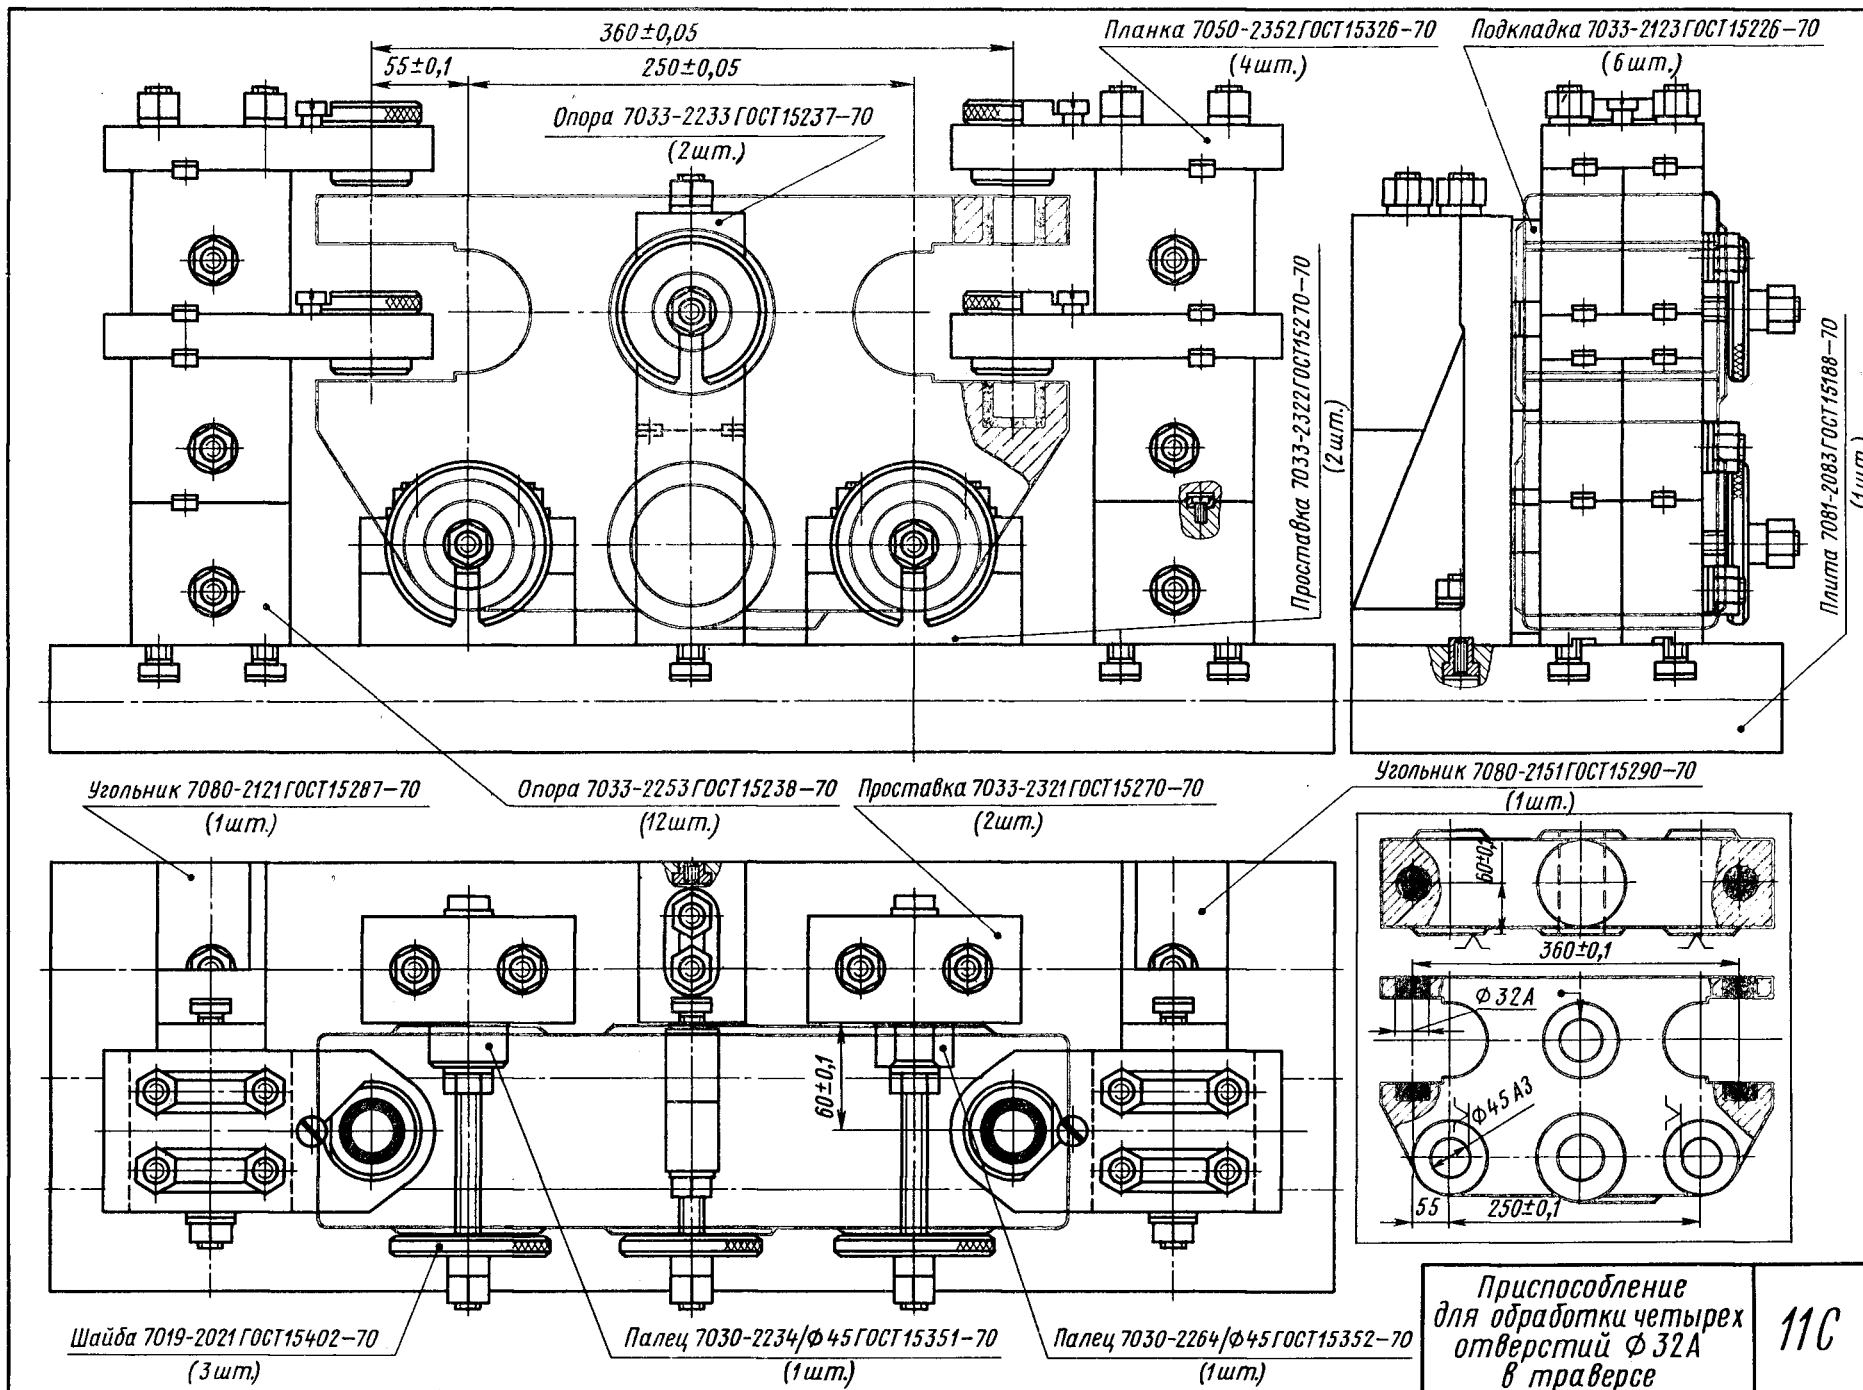 360±0,05
Планка 7050-2352 ГОСТ15326-70
(4шт.)
Подкладка 7033-2123 ГОСТ15226-70
(6шт.)
55±0,1
250±0,05
Опора 7033-2233 ГОСТ15237-70
(2шт.)
Проставка 7033-2322 ГОСТ15270-70
(2шт.)
Плита 7081-2083 ГОСТ15188-70
(1шт.)
Угольник 7080-2121 ГОСТ15287-70
(1шт.)
Опора 7033-2253 ГОСТ15238-70
(12шт.)
Проставка 7033-2321 ГОСТ15270-70
(2шт.)
Угольник 7080-2151 ГОСТ15290-70
(1шт.)
60±0,1
60±0,1
360±0,1
Ф32А
Ф45А3
55
250±0,1
Шайба 7019-2021 ГОСТ15402-70
(3шт.)
Палец 7030-2234/Ф45 ГОСТ15351-70
(1шт.)
Палец 7030-2264/Ф45 ГОСТ15352-70
(1шт.)
Приспособление
для обработки четырех
отверстий Ф32А
в траверсе
11С